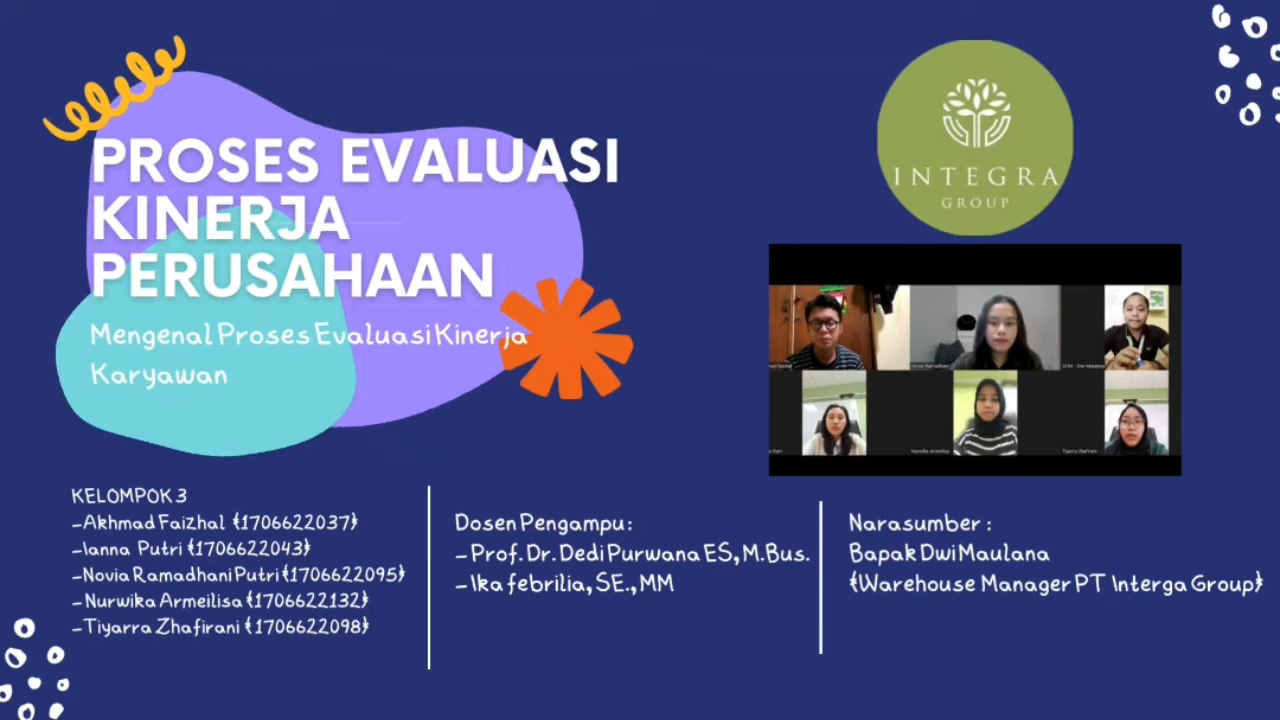 PROSES EVALUASI
KINERJA
PERUSAHAAN
Mengenal Proses Evaluasi Kinerja
Karyawan
INTEGRA
GROUP
KELOMPOK 3
-Akhmad Faizhal (1706622037)
-Ianna Putri (1706622043)
-Novia Ramadhani Putri (1706622095)
- Nurwika Armeilisa (1706622132)
-Tiyarra Zhafirani (1706622098)
Dosen Pengampu :
- Prof. Dr. Dedi Purwana ES, M.Bus.
- Ika febrilia, SE., MM
Narasumber :
Bapak Dwi Maulana
(Warehouse Manager PT Interga Group)